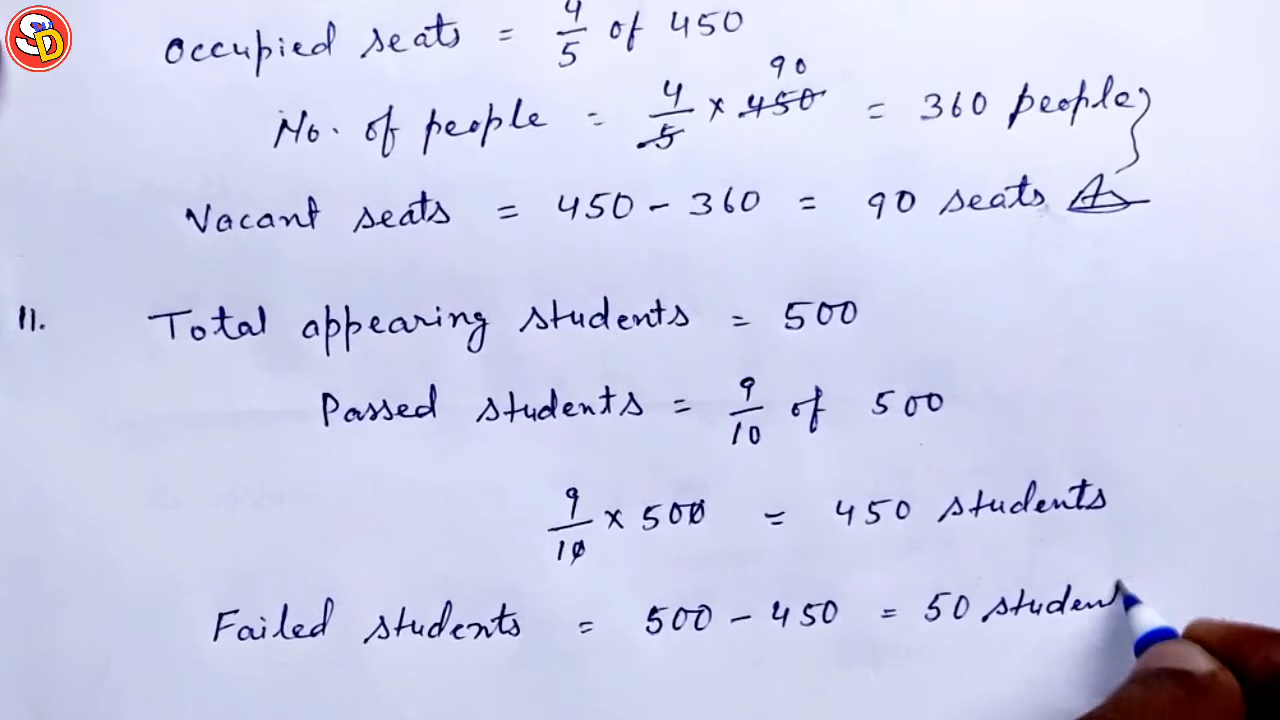 SD
Occupied seats = 4/5 of 450
90
No. of people = 4/5 × 450 = 360 people
Vacant seats = 450 - 360 = 90 seats
11. Total appearing students = 500
Passed students = 9/10 of 500
9/10 × 500 = 450 students
Failed students = 500 - 450 = 50 student